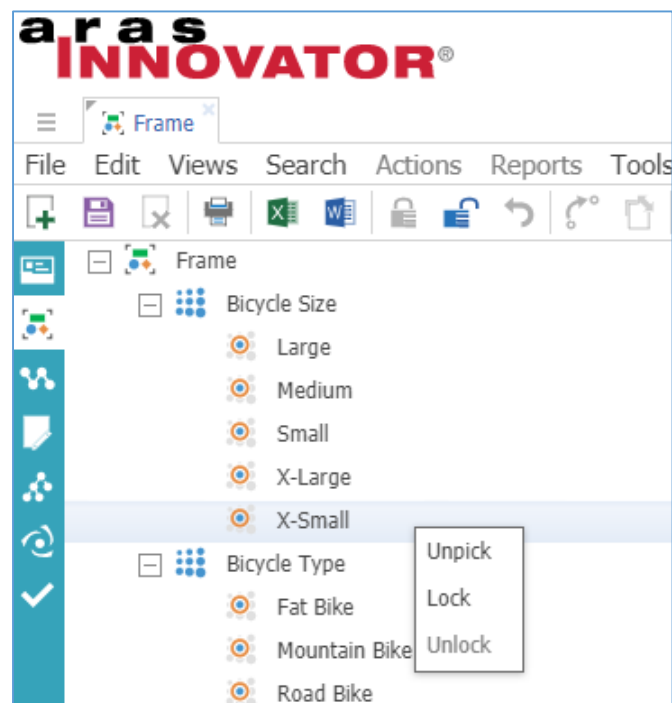 aras
INNOVATOR®
Frame
File Edit Views Search Actions Reports Tools
Frame
Bicycle Size
Large
Medium
Small
X-Large
X-Small
Unpick
Bicycle Type
Lock
Fat Bike
Mountain Bike
Unlock
Road Bike